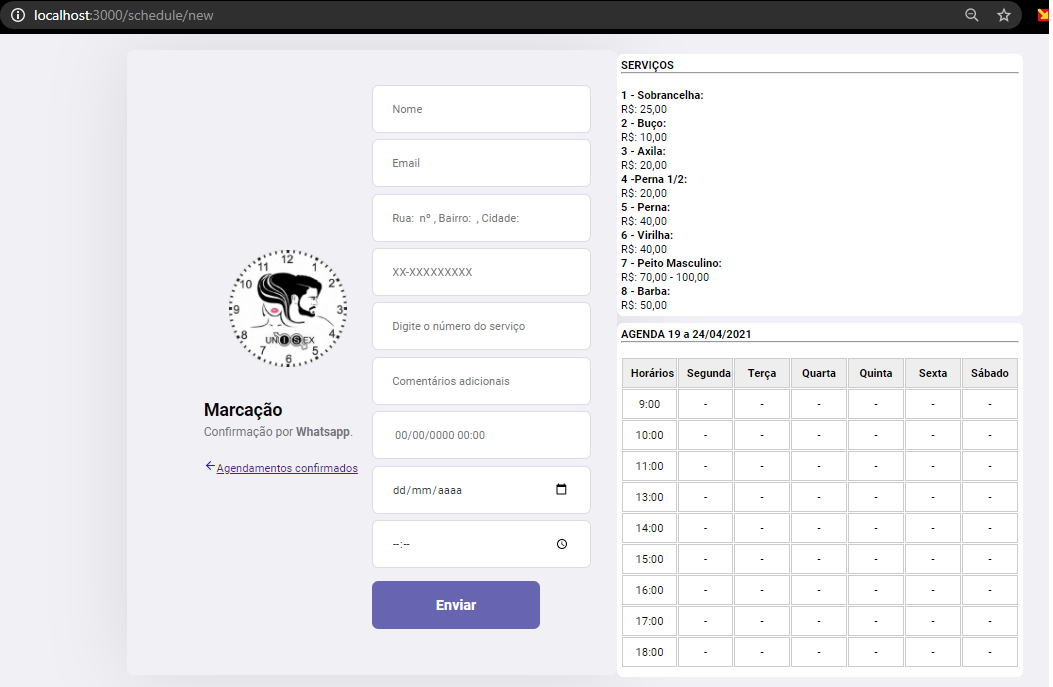 localhost:3000/schedule/new
12
11
1
10
2
9
3
8
4
7
5
6
UNISEX
Marcação
Confirmação por Whatsapp.
Agendamentos confirmados
Nome
Email
Rua: nº , Bairro: , Cidade:
XX-XXXXXXXXX
Digite o número do serviço
Comentários adicionais
00/00/0000 00:00
dd/mm/aaaa
--:--
Enviar
SERVIÇOS
1 - Sobrancelha:
R$: 25,00
2 - Buço:
R$: 10,00
3 - Axila:
R$: 20,00
4 -Perna 1/2:
R$: 20,00
5 - Perna:
R$: 40,00
6 - Virilha:
R$: 40,00
7 - Peito Masculino:
R$: 70,00 - 100,00
8 - Barba:
R$: 50,00
AGENDA 19 a 24/04/2021
Horários Segunda Terça Quarta Quinta Sexta Sábado
9:00 - - - - - -
10:00 - - - - - -
11:00 - - - - - -
13:00 - - - - - -
14:00 - - - - - -
15:00 - - - - - -
16:00 - - - - - -
17:00 - - - - - -
18:00 - - - - - -